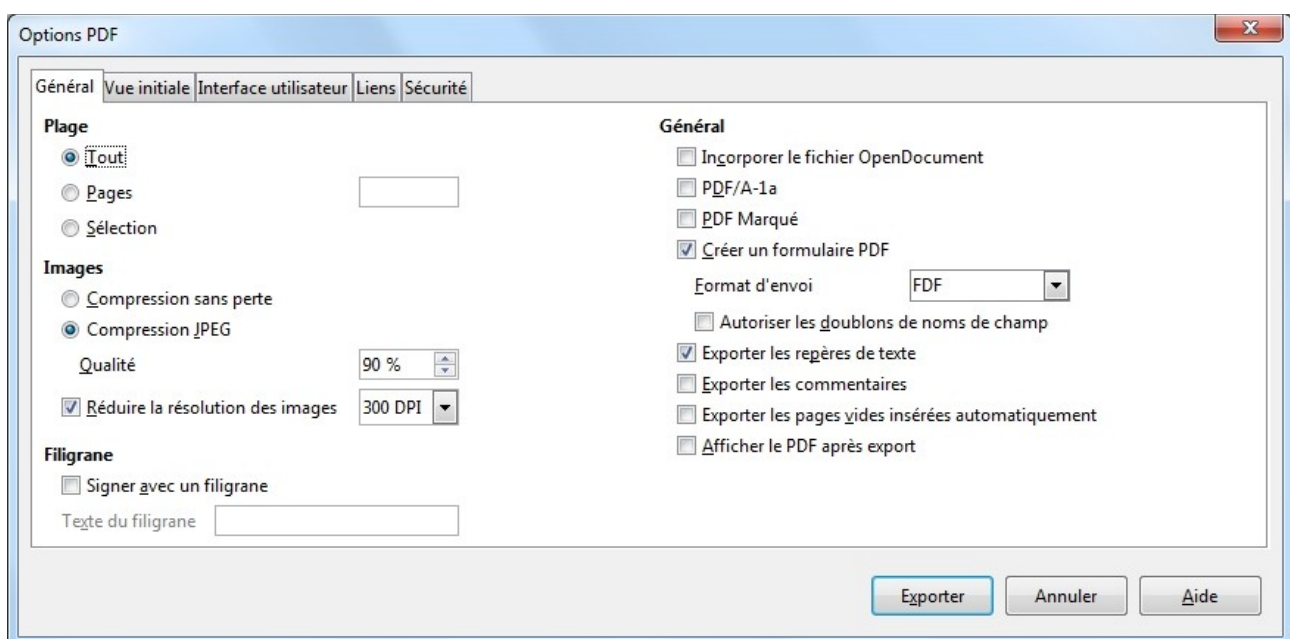 Options PDF
Général Vue initiale Interface utilisateur Liens Sécurité
Plage
Tout
Pages
Sélection
Images
Compression sans perte
Compression JPEG
Qualité 90 %
Réduire la résolution des images 300 DPI
Filigrane
Signer avec un filigrane
Texte du filigrane
Général
Incorporer le fichier OpenDocument
PDF/A-1a
PDF Marqué
Créer un formulaire PDF
Format d'envoi FDF
Autoriser les doublons de noms de champ
Exporter les repères de texte
Exporter les commentaires
Exporter les pages vides insérées automatiquement
Afficher le PDF après export
Exporter Annuler Aide